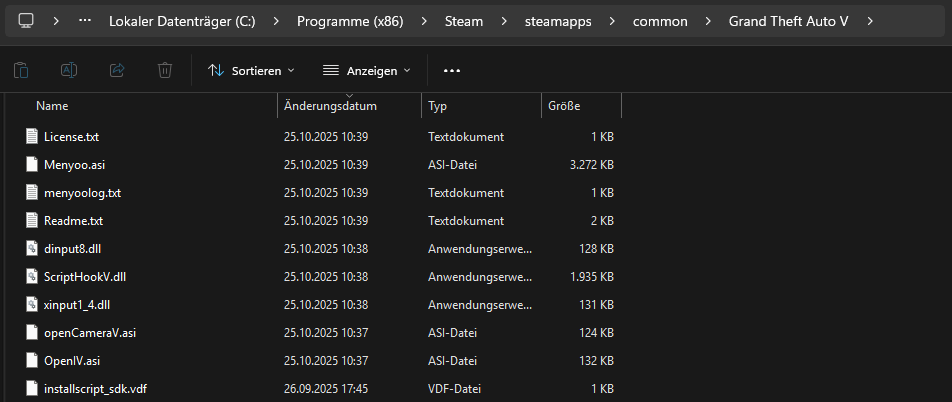 ... Lokaler Datenträger (C:) Programme (x86) Steam steamapps common Grand Theft Auto V
Sortieren Anzeigen ...
Name Änderungsdatum Typ Größe
License.txt 25.10.2025 10:39 Textdokument 1 KB
Menyoo.asi 25.10.2025 10:39 ASI-Datei 3.272 KB
menyoolog.txt 25.10.2025 10:39 Textdokument 1 KB
Readme.txt 25.10.2025 10:39 Textdokument 2 KB
dinput8.dll 25.10.2025 10:38 Anwendungserwe... 128 KB
ScriptHookV.dll 25.10.2025 10:38 Anwendungserwe... 1.935 KB
xinput1_4.dll 25.10.2025 10:38 Anwendungserwe... 131 KB
openCameraV.asi 25.10.2025 10:37 ASI-Datei 124 KB
OpenIV.asi 25.10.2025 10:37 ASI-Datei 132 KB
installscript_sdk.vdf 26.09.2025 17:45 VDF-Datei 1 KB